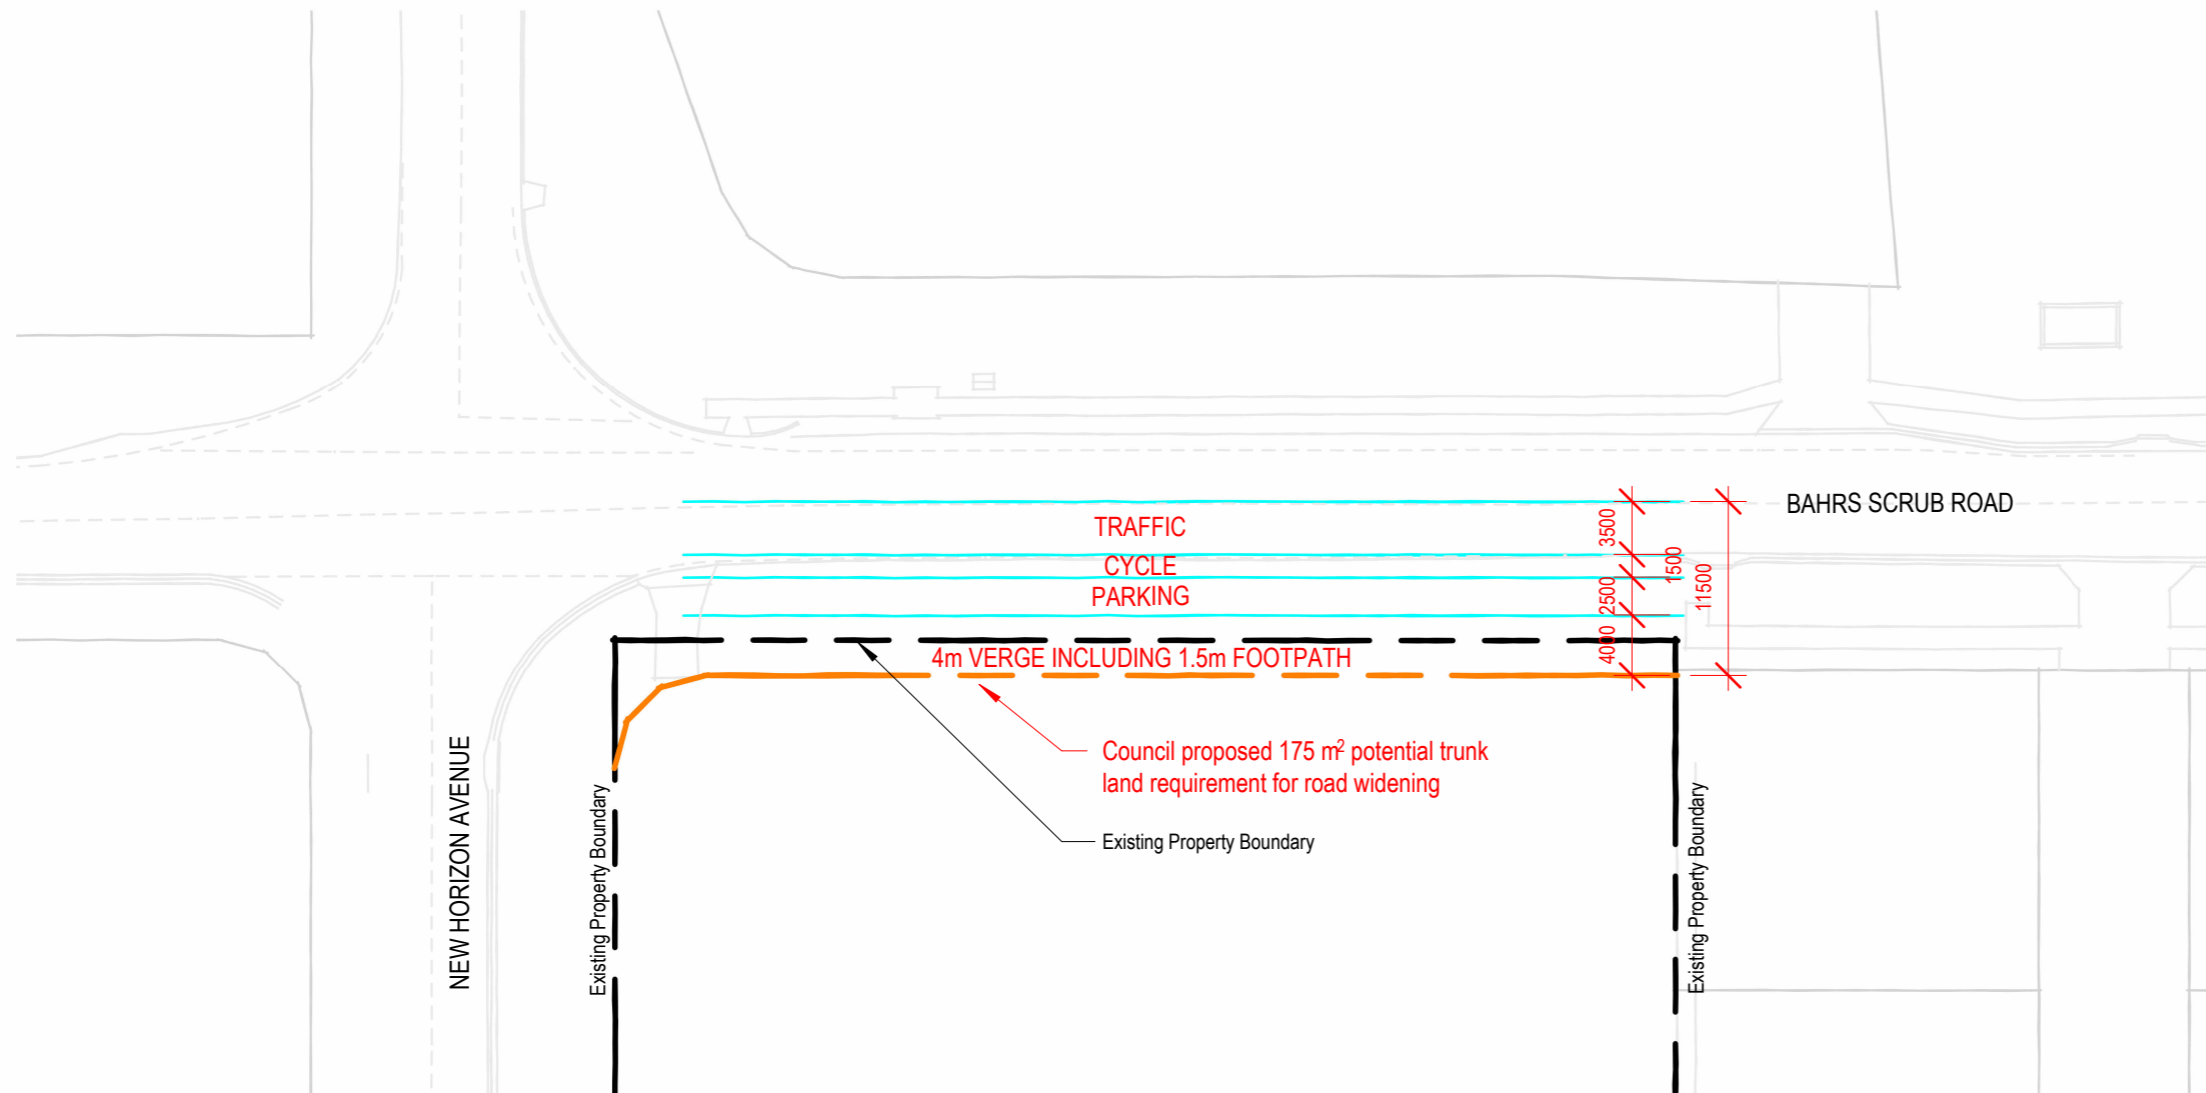 BAHRS SCRUB ROAD
TRAFFIC
3500
CYCLE
1500
PARKING
2500
11500
4m VERGE INCLUDING 1.5m FOOTPATH
4000
Council proposed 175 m² potential trunk
land requirement for road widening
Existing Property Boundary
NEW HORIZON AVENUE
Existing Property Boundary
Existing Property Boundary